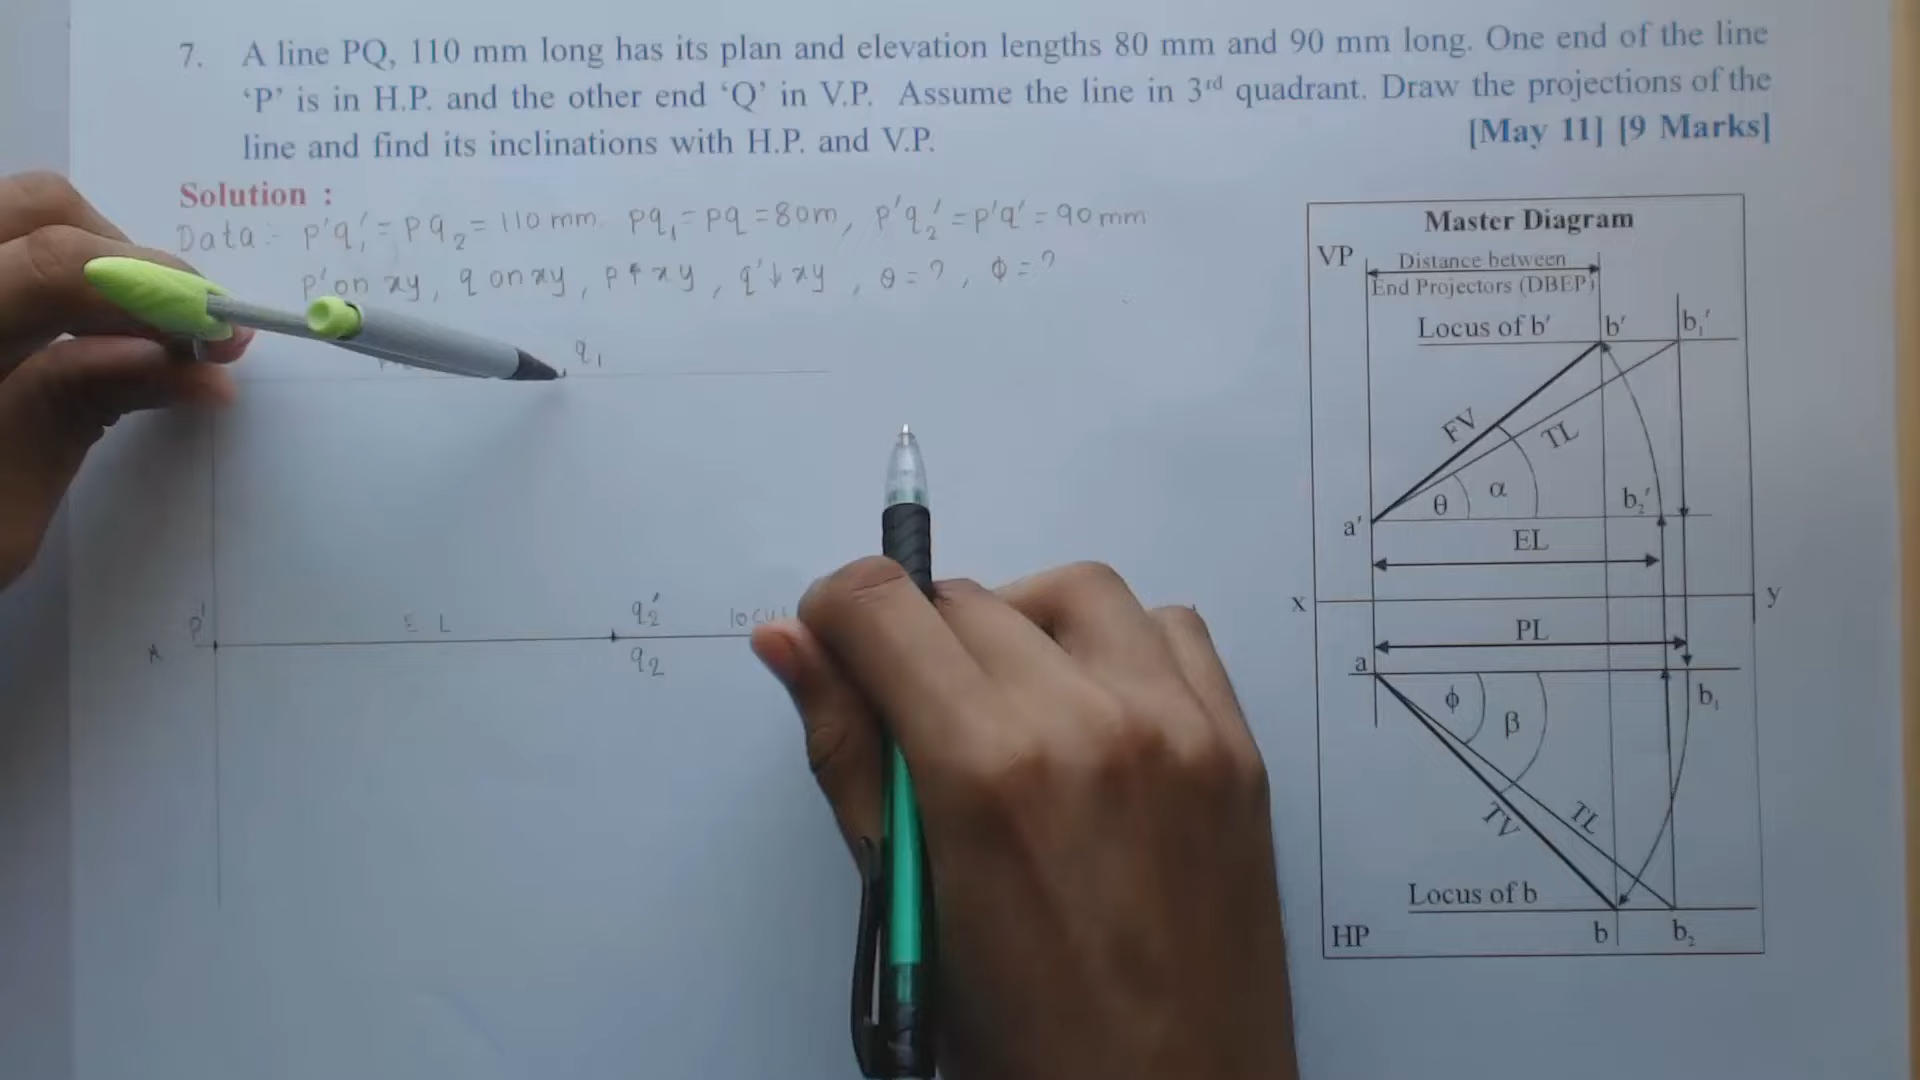 7. A line PQ, 110 mm long has its plan and elevation lengths 80 mm and 90 mm long. One end of the line
‘P’ is in H.P. and the other end ‘Q’ in V.P. Assume the line in 3rd quadrant. Draw the projections of the
line and find its inclinations with H.P. and V.P.
[May 11] [9 Marks]
Solution :
Data :- p'q₁' = pq₂ = 110 mm. pq₁ = pq = 80m, p'q₂' = p'q' = 90 mm
p' on xy, q on xy, p↑xy, q'↓xy, θ = ?, ϕ = ?
q₁
p'
E L
q₂'
q₂
Master Diagram
VP
Distance between
End Projectors (DBEP)
Locus of b'
b'
b₁'
FV
TL
θ
α
b₂'
a'
EL
x
y
PL
a
ϕ
β
b₁
TV
TL
Locus of b
HP
b
b₂